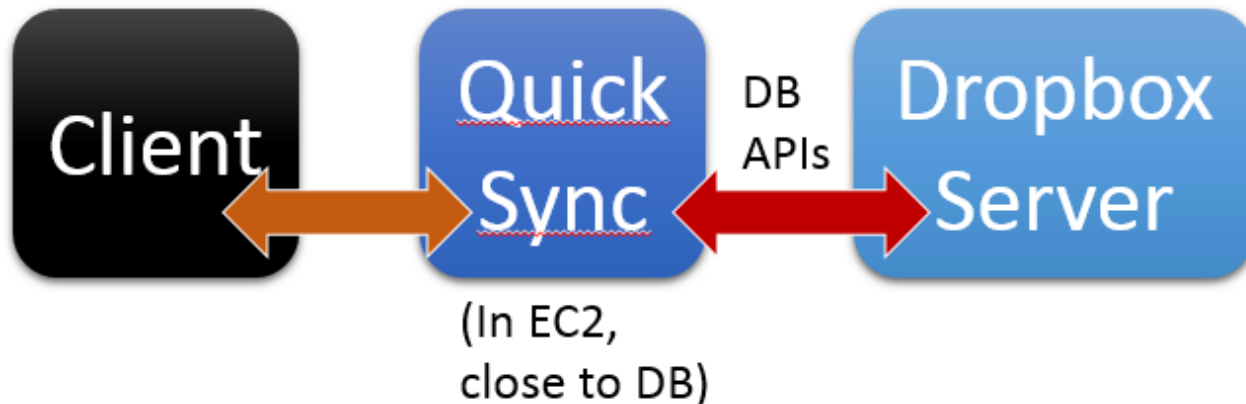 Client
Quick
Sync
DB
APIs
Dropbox
Server
(In EC2,
close to DB)